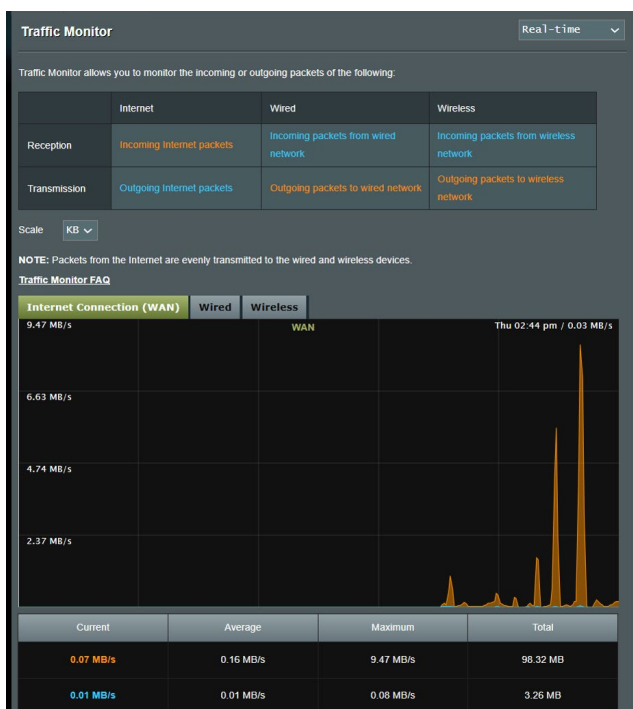 Traffic Monitor
Real-time
Traffic Monitor allows you to monitor the incoming or outgoing packets of the following:
Internet Wired Wireless
Reception Incoming Internet packets Incoming packets from wired network Incoming packets from wireless network
Transmission Outgoing Internet packets Outgoing packets to wired network Outgoing packets to wireless network
Scale KB
NOTE: Packets from the Internet are evenly transmitted to the wired and wireless devices.
Traffic Monitor FAQ
Internet Connection (WAN) Wired Wireless
9.47 MB/s WAN Thu 02:44 pm / 0.03 MB/s
6.63 MB/s
4.74 MB/s
2.37 MB/s
Current Average Maximum Total
0.07 MB/s 0.16 MB/s 9.47 MB/s 98.32 MB
0.01 MB/s 0.01 MB/s 0.08 MB/s 3.26 MB